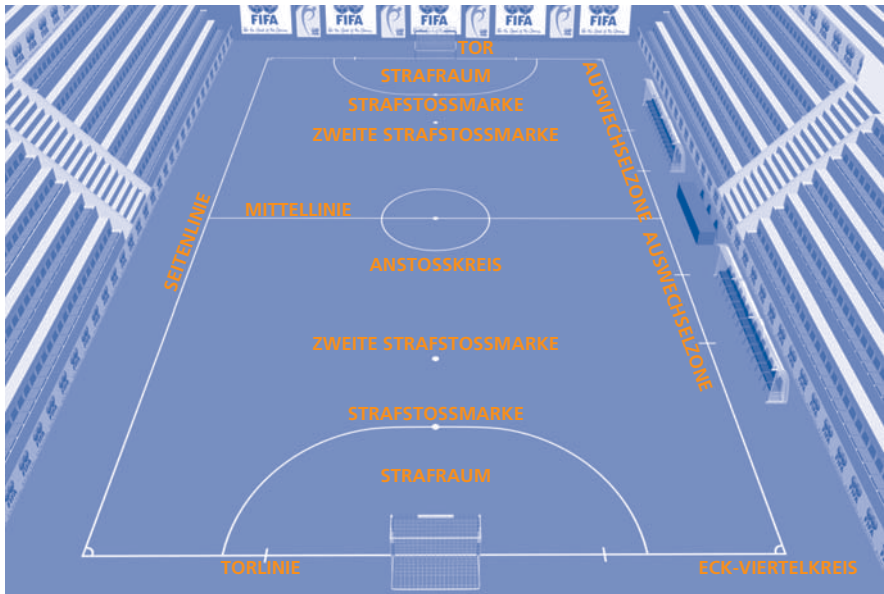 FIFA
FIFA
FIFA
FIFA
FIFA
TOR
STRAFRAUM
STRAFSTOSSMARKE
ZWEITE STRAFSTOSSMARKE
AUSWECHSELZONE
SEITENLINIE
MITTELLINIE
ANSTOSSKREIS
AUSWECHSELZONE
ZWEITE STRAFSTOSSMARKE
STRAFSTOSSMARKE
STRAFRAUM
TORLINIE
ECK-VIERTELKREIS